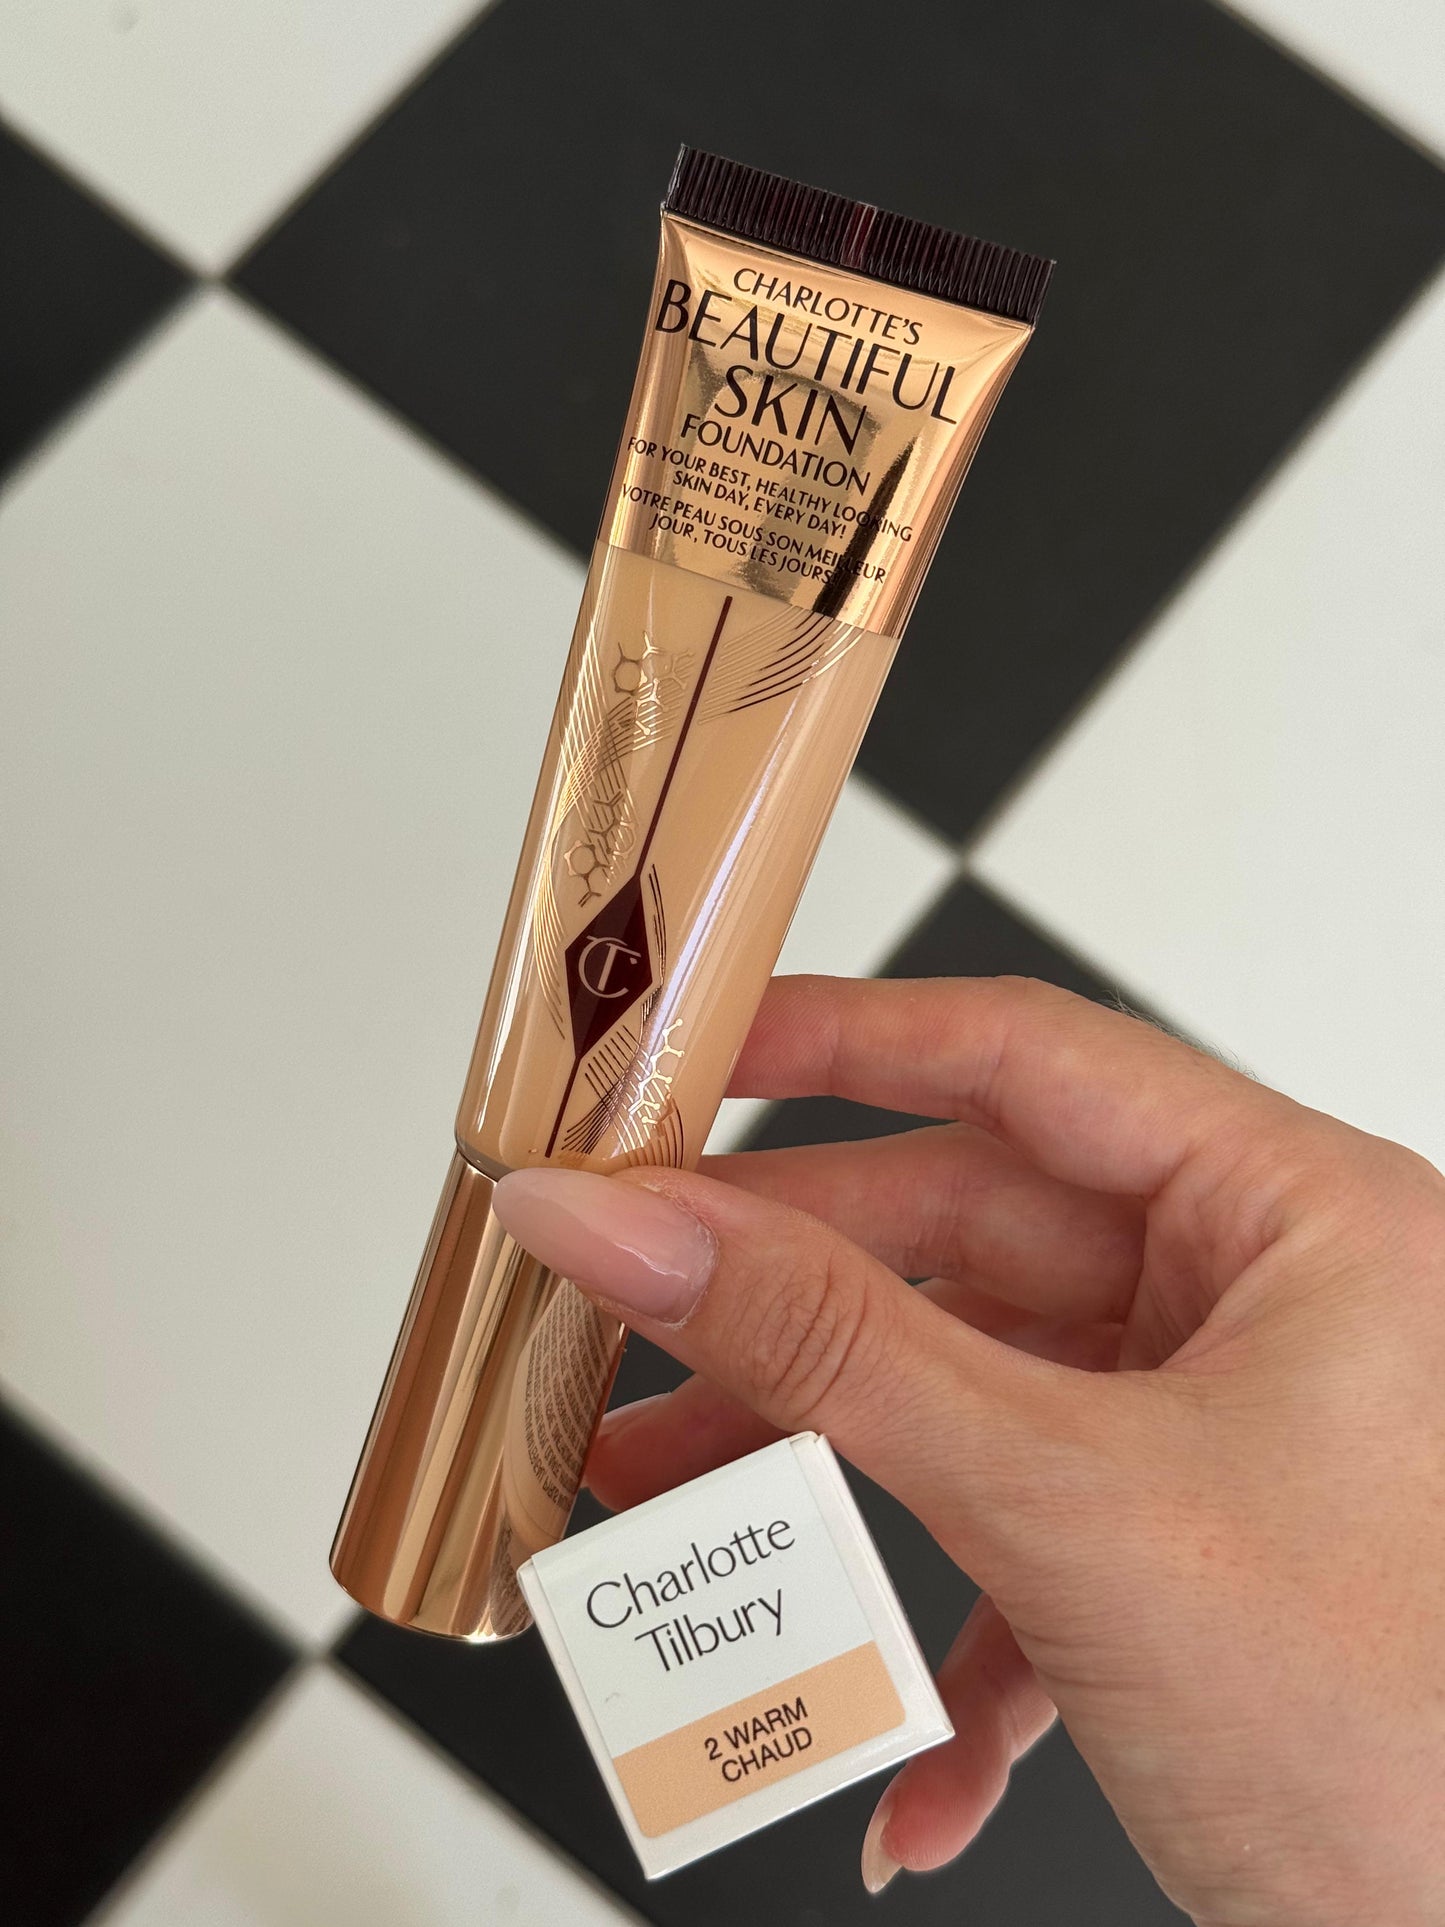 CHARLOTTE'S
BEAUTIFUL
SKIN
FOUNDATION
FOR YOUR BEST, HEALTHY LOOKING
SKIN DAY, EVERY DAY!
VOTRE PEAU SOUS SON MEILLEUR
JOUR, TOUS LES JOURS!
CT
Charlotte
Tilbury
2 WARM
CHAUD